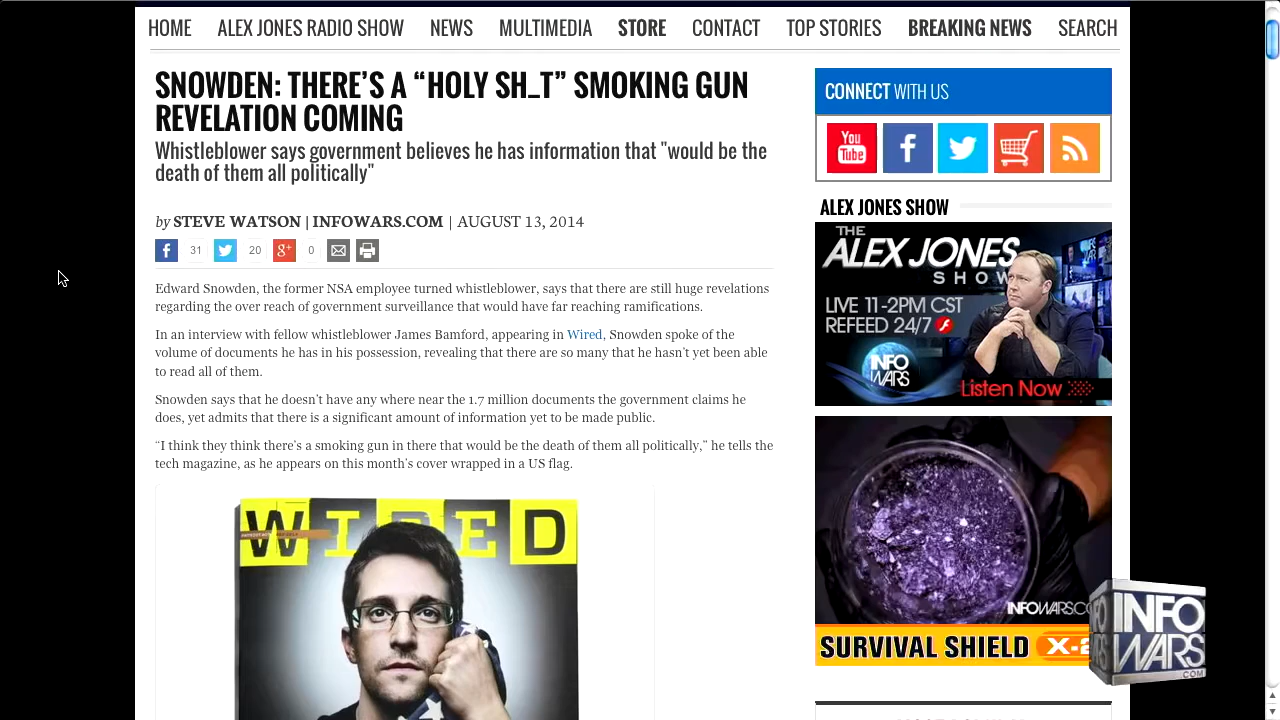 HOME ALEX JONES RADIO SHOW NEWS MULTIMEDIA STORE CONTACT TOP STORIES BREAKING NEWS SEARCH
SNOWDEN: THERE’S A “HOLY SH_T” SMOKING GUN
REVELATION COMING
Whistleblower says government believes he has information that "would be the
death of them all politically"
by STEVE WATSON | INFOWARS.COM | AUGUST 13, 2014
31 20 g+ 0
Edward Snowden, the former NSA employee turned whistleblower, says that there are still huge revelations
regarding the over reach of government surveillance that would have far reaching ramifications.
In an interview with fellow whistleblower James Bamford, appearing in Wired, Snowden spoke of the
volume of documents he has in his possession, revealing that there are so many that he hasn’t yet been able
to read all of them.
Snowden says that he doesn’t have any where near the 1.7 million documents the government claims he
does, yet admits that there is a significant amount of information yet to be made public.
“I think they think there’s a smoking gun in there that would be the death of them all politically,” he tells the
tech magazine, as he appears on this month’s cover wrapped in a US flag.
WIRED
CONNECT WITH US
You
Tube
ALEX JONES SHOW
THE
ALEX JONES
SHOW
LIVE 11-2PM CST
REFEED 24/7
INFO
WARS
Listen Now
INFOWARS.CO
SURVIVAL SHIELD X-2
INFO
WARS
.COM